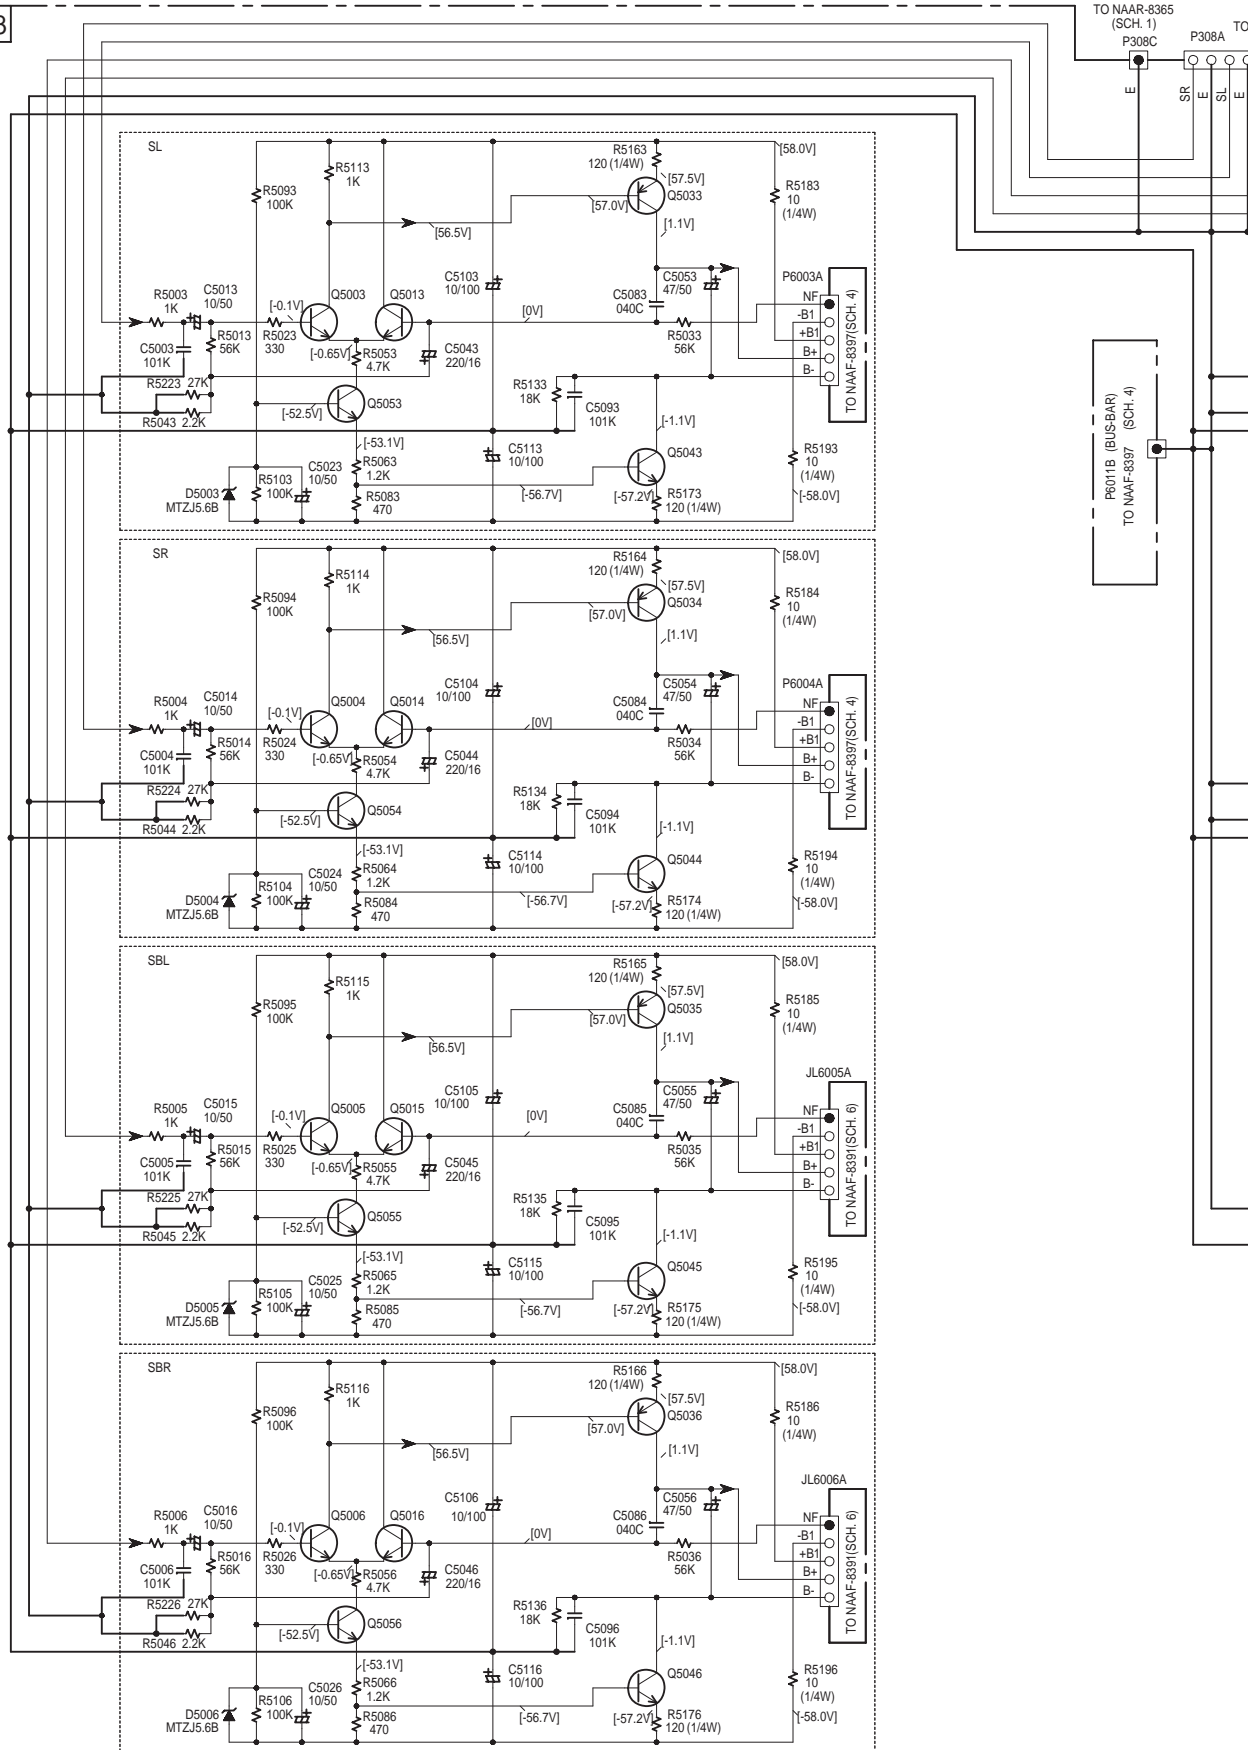 TO NAAR-8365
(SCH. 1)
P308C
P308A
TO
E
SR
E
SL
E
SL
R5163
120 (1/4W)
[58.0V]
R5113
1K
[57.5V]
R5093
100K
Q5033
R5183
10
(1/4W)
[57.0V]
[1.1V]
[56.5V]
C5103
10/100
C5053
47/50
P6003A
C5013
10/50
R5003
1K
[-0.1V]
Q5003
Q5013
C5083
040C
NF
-B1
+B1
B+
B-
TO NAAF-8397(SCH. 4)
[0V]
R5013
56K
R5023
330
[-0.65V]
R5053
4.7K
C5043
220/16
R5033
56K
C5003
101K
R5223 27K
R5043 2.2K
Q5053
[-52.5V]
R5133
18K
C5093
101K
[-1.1V]
[-53.1V]
R5063
1.2K
C5113
10/100
Q5043
R5193
10
(1/4W)
C5023
10/50
R5103
100K
D5003
MTZJ5.6B
R5083
470
[-56.7V]
[-57.2V]
R5173
120 (1/4W)
[-58.0V]
P6011B (BUS-BAR)
TO NAAF-8397 (SCH. 4)
SR
R5164
120 (1/4W)
[58.0V]
R5114
1K
[57.5V]
R5094
100K
Q5034
R5184
10
(1/4W)
[57.0V]
[1.1V]
[56.5V]
C5104
10/100
C5054
47/50
P6004A
C5014
10/50
R5004
1K
[-0.1V]
Q5004
Q5014
C5084
040C
NF
-B1
+B1
B+
B-
TO NAAF-8397(SCH. 4)
[0V]
R5014
56K
R5024
330
[-0.65V]
R5054
4.7K
C5044
220/16
R5034
56K
C5004
101K
R5224 27K
R5044 2.2K
Q5054
[-52.5V]
R5134
18K
C5094
101K
[-1.1V]
[-53.1V]
R5064
1.2K
C5114
10/100
Q5044
R5194
10
(1/4W)
C5024
10/50
R5104
100K
D5004
MTZJ5.6B
R5084
470
[-56.7V]
[-57.2V]
R5174
120 (1/4W)
[-58.0V]
SBL
R5165
120 (1/4W)
[58.0V]
R5115
1K
[57.5V]
R5095
100K
Q5035
R5185
10
(1/4W)
[57.0V]
[1.1V]
[56.5V]
C5105
10/100
C5055
47/50
JL6005A
C5015
10/50
R5005
1K
[-0.1V]
Q5005
Q5015
C5085
040C
NF
-B1
+B1
B+
B-
TO NAAF-8391(SCH. 6)
[0V]
R5015
56K
R5025
330
[-0.65V]
R5055
4.7K
C5045
220/16
R5035
56K
C5005
101K
R5225 27K
R5045 2.2K
Q5055
[-52.5V]
R5135
18K
C5095
101K
[-1.1V]
[-53.1V]
R5065
1.2K
C5115
10/100
Q5045
R5195
10
(1/4W)
C5025
10/50
R5105
100K
D5005
MTZJ5.6B
R5085
470
[-56.7V]
[-57.2V]
R5175
120 (1/4W)
[-58.0V]
SBR
R5166
120 (1/4W)
[58.0V]
R5116
1K
[57.5V]
R5096
100K
Q5036
R5186
10
(1/4W)
[57.0V]
[1.1V]
[56.5V]
C5106
10/100
C5056
47/50
JL6006A
C5016
10/50
R5006
1K
[-0.1V]
Q5006
Q5016
C5086
040C
NF
-B1
+B1
B+
B-
TO NAAF-8391(SCH. 6)
[0V]
R5016
56K
R5026
330
[-0.65V]
R5056
4.7K
C5046
220/16
R5036
56K
C5006
101K
R5226 27K
R5046 2.2K
Q5056
[-52.5V]
R5136
18K
C5096
101K
[-1.1V]
[-53.1V]
R5066
1.2K
C5116
10/100
Q5046
R5196
10
(1/4W)
C5026
10/50
R5106
100K
D5006
MTZJ5.6B
R5086
470
[-56.7V]
[-57.2V]
R5176
120 (1/4W)
[-58.0V]